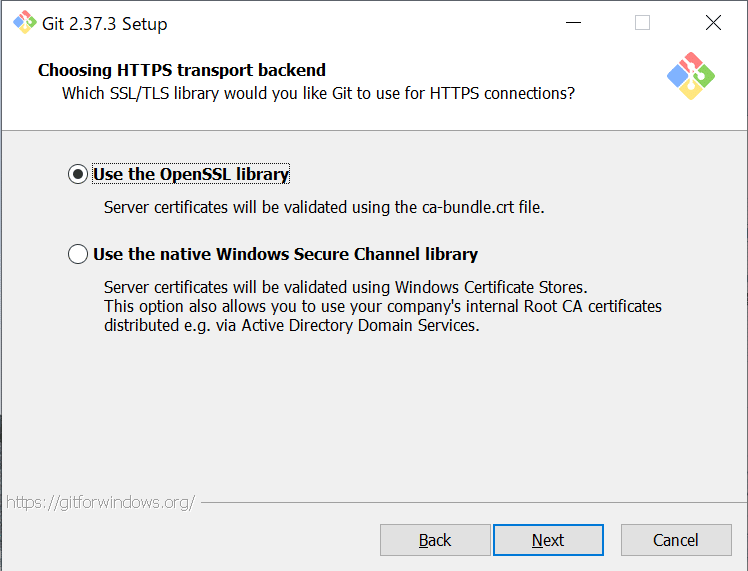 Git 2.37.3 Setup
Choosing HTTPS transport backend
Which SSL/TLS library would you like Git to use for HTTPS connections?
Use the OpenSSL library
Server certificates will be validated using the ca-bundle.crt file.
Use the native Windows Secure Channel library
Server certificates will be validated using Windows Certificate Stores.
This option also allows you to use your company's internal Root CA certificates
distributed e.g. via Active Directory Domain Services.
https://gitforwindows.org/
Back Next Cancel